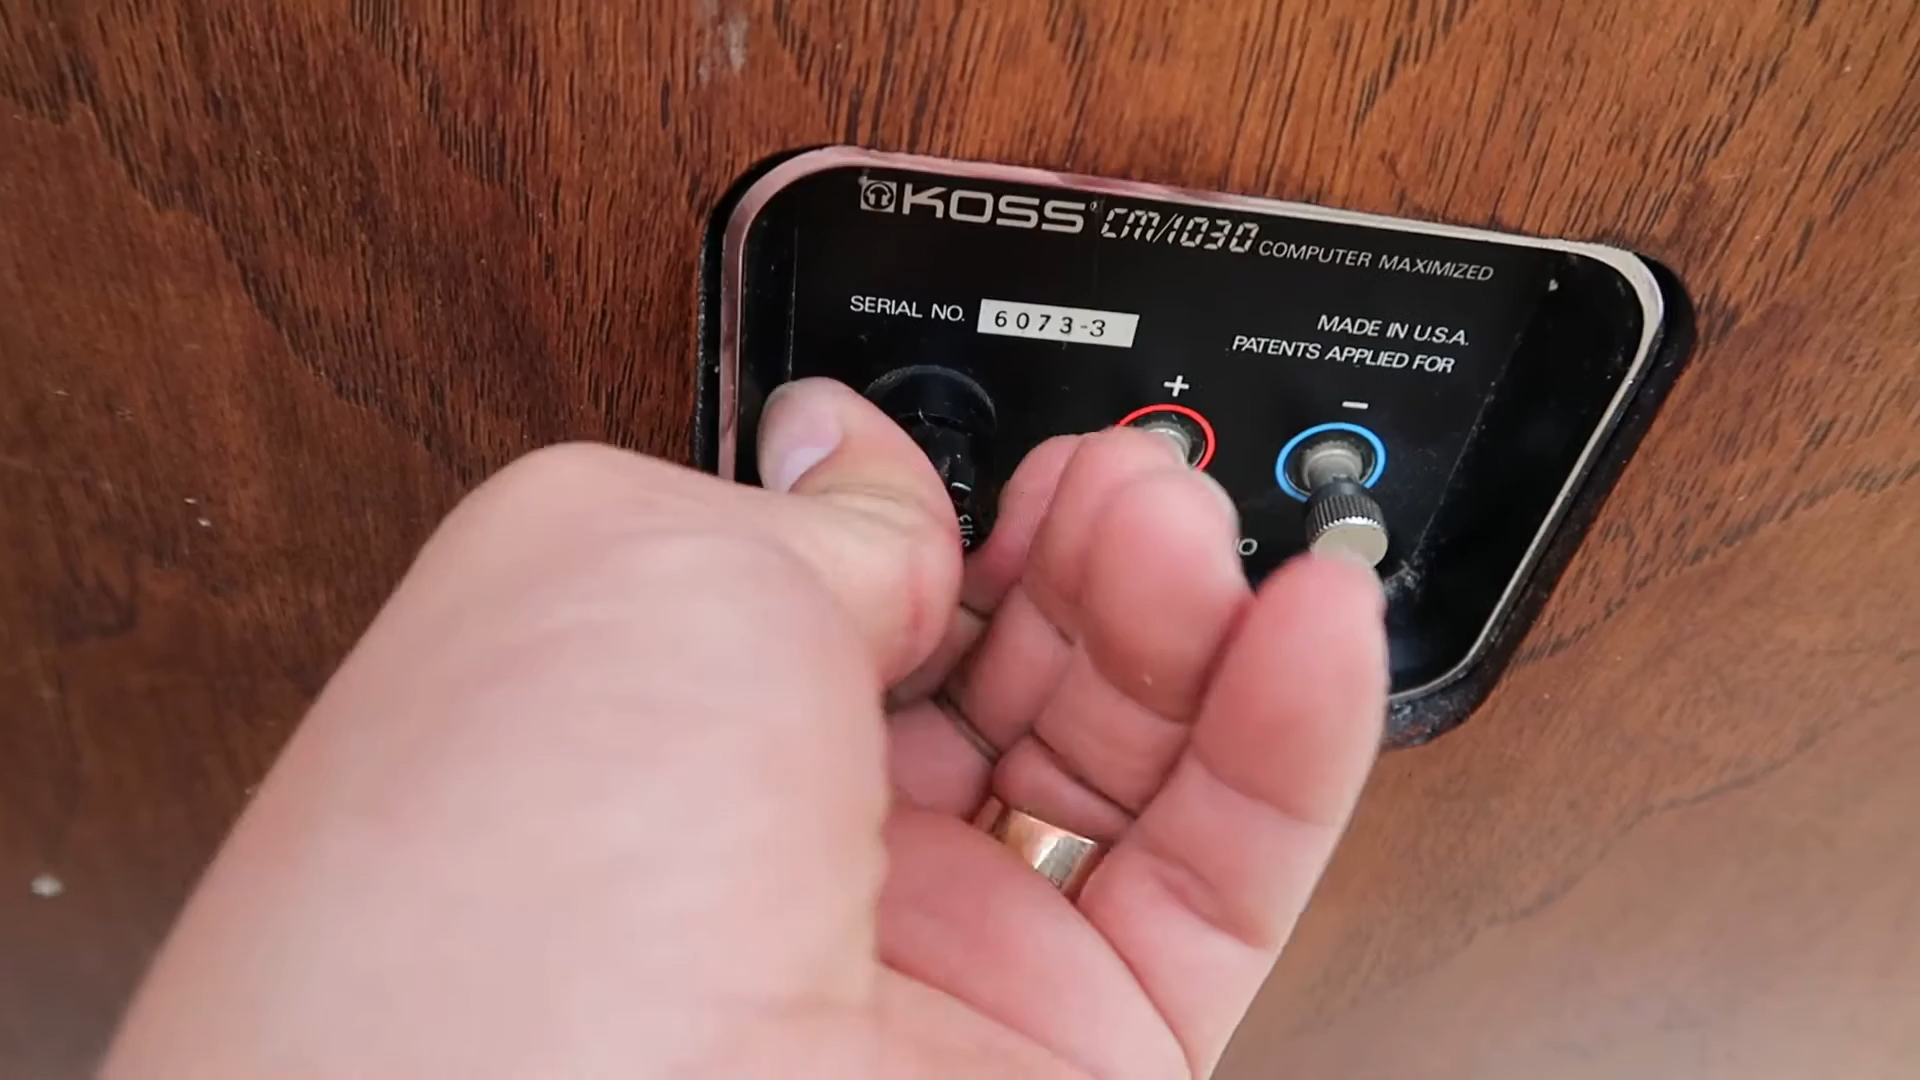 KOSS® CM/1030 COMPUTER MAXIMIZED
SERIAL NO. 6073-3
MADE IN U.S.A.
PATENTS APPLIED FOR
+
−